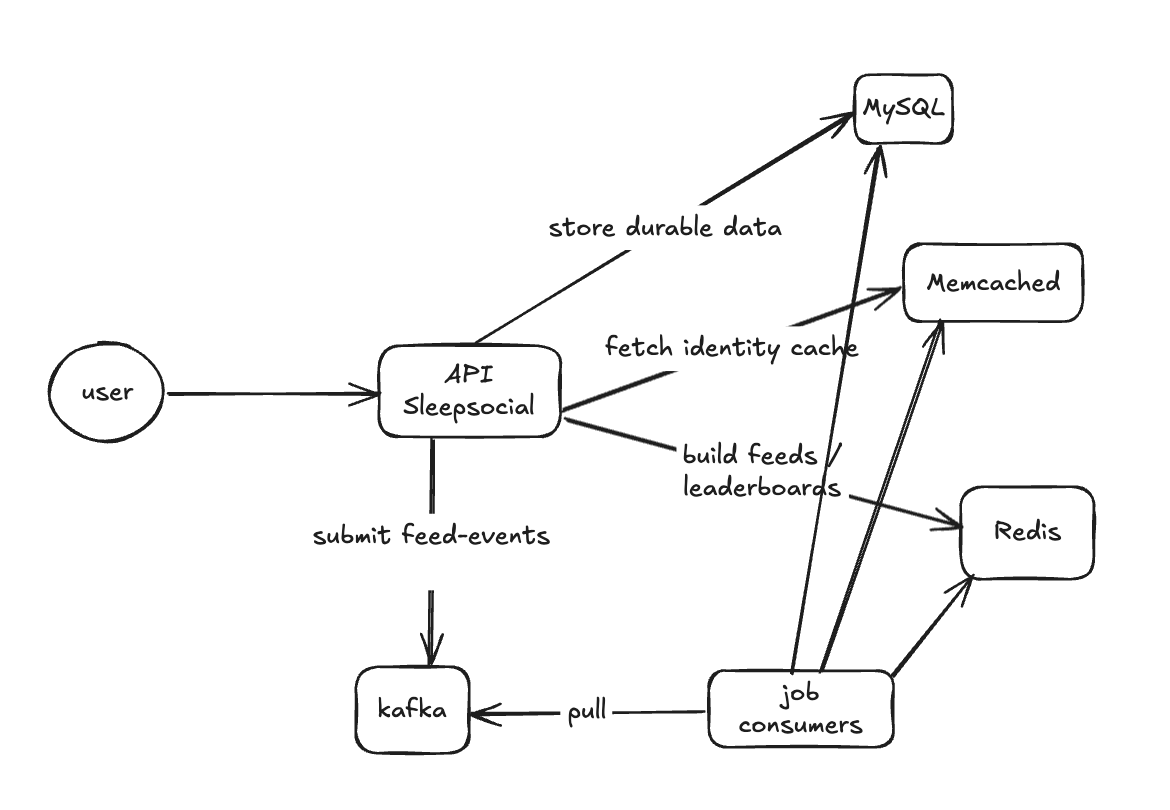 MySQL
store durable data
Memcached
fetch identity cache
API
Sleepsocial
user
build feeds /
leaderboards
Redis
submit feed-events
kafka
pull
job
consumers